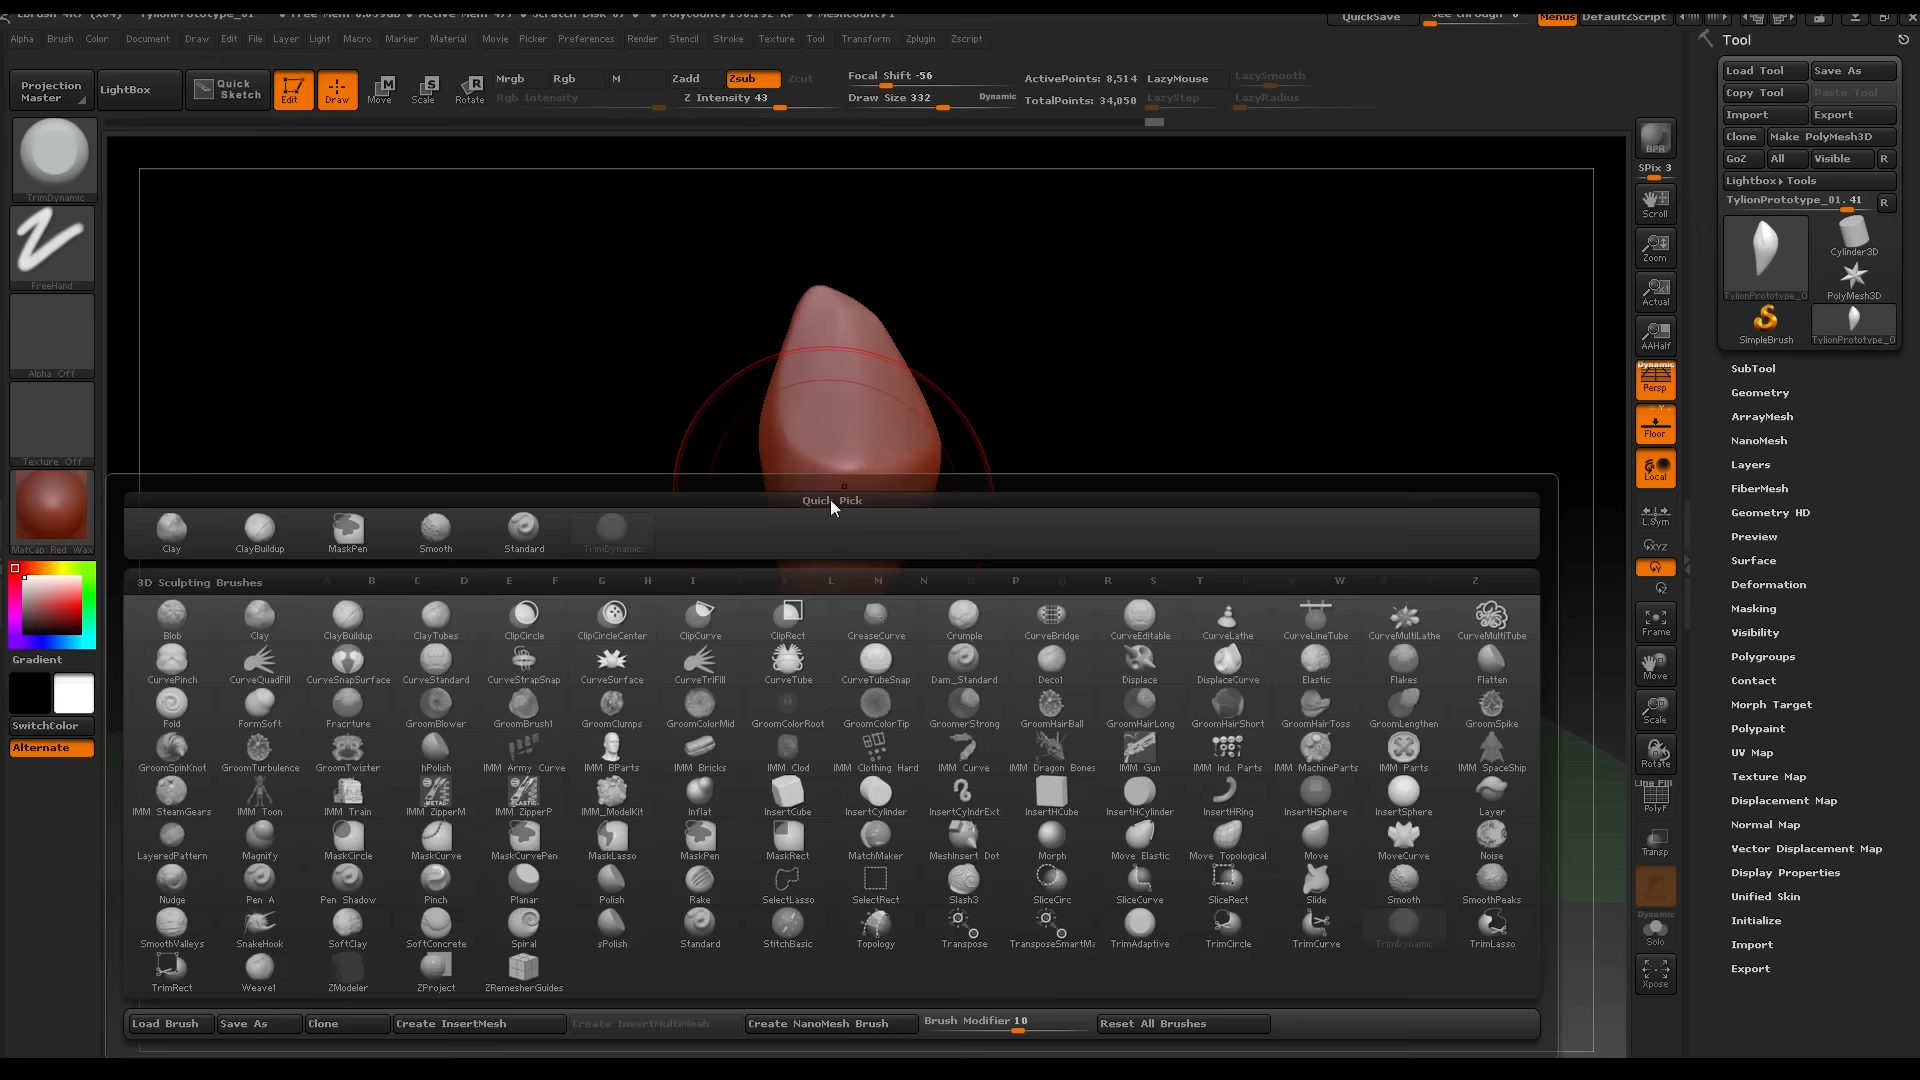 TylionPrototype_01
QuickSave
See through 0
Menus
DefaultZScript
Alpha Brush Color Document Draw Edit File Layer Light Macro Marker Material Movie Picker Preferences Render Stencil Stroke Texture Tool Transform Zplugin Zscript
Projection
Master
LightBox
Quick
Sketch
Edit
Draw
Move
Scale
Rotate
Mrgb Rgb M Zadd Zsub Zcut
Rgb Intensity
Z Intensity 43
Focal Shift -56
Draw Size 332
Dynamic
ActivePoints: 8,514
TotalPoints: 34,050
LazyMouse
LazyStep
LazySmooth
LazyRadius
TrimDynamic
FreeHand
Alpha Off
Texture Off
MatCap Red Wax
Gradient
SwitchColor
Alternate
Quick Pick
Clay ClayBuildup MaskPen Smooth Standard TrimDynamic
3D Sculpting Brushes B C D E F G H I L M N P R S T W Z
Blob Clay ClayBuildup ClayTubes ClipCircle ClipCircleCenter ClipCurve ClipRect CreaseCurve Crumple CurveBridge CurveEditable CurveLathe CurveLineTube CurveMultiLathe CurveMultiTube
CurvePinch CurveQuadFill CurveSnapSurface CurveStandard CurveStrapSnap CurveSurface CurveTriFill CurveTube CurveTubeSnap Dam_Standard Deco1 Displace DisplaceCurve Elastic Flakes Flatten
Fold FormSoft Fracrture GroomBlower GroomBrush1 GroomClumps GroomColorMid GroomColorRoot GroomColorTip GroomerStrong GroomHairBall GroomHairLong GroomHairShort GroomHairToss GroomLengthen GroomSpike
GroomSpinKnot GroomTurbulence GroomTwister hPolish IMM Army Curve IMM BParts IMM Bricks IMM Clod IMM Clothing Hard IMM Curve IMM Dragon Bones IMM Gun IMM Ind. Parts IMM MachineParts IMM Parts IMM SpaceShip
IMM SteamGears IMM Toon IMM Train IMM ZipperM IMM ZipperP IMM_ModelKit Inflat InsertCube InsertCylinder InsertCylndrExt InsertHCube InsertHCylinder InsertHRing InsertHSphere InsertSphere Layer
LayeredPattern Magnify MaskCircle MaskCurve MaskCurvePen MaskLasso MaskPen MaskRect MatchMaker MeshInsert Dot Morph Move Elastic Move Topological Move MoveCurve Noise
Nudge Pen A Pen Shadow Pinch Planar Polish Rake SelectLasso SelectRect Slash3 SliceCirc SliceCurve SliceRect Slide Smooth SmoothPeaks
SmoothValleys SnakeHook SoftClay SoftConcrete Spiral sPolish Standard StitchBasic Topology Transpose TransposeSmartMa TrimAdaptive TrimCircle TrimCurve TrimDynamic TrimLasso
TrimRect Weave1 ZModeler ZProject ZRemesherGuides
Load Brush Save As Clone Create InsertMesh Create InsertMultiMesh Create NanoMesh Brush Brush Modifier 10 Reset All Brushes
BPR
SPix 3
Scroll
Zoom
Actual
AAHalf
Dynamic
Persp
Floor
Local
L.Sym
XYZ
Y
Z
Frame
Move
Scale
Rotate
Line Fill
PolyF
Transp
Dynamic
Solo
Xpose
Tool
Load Tool Save As
Copy Tool Paste Tool
Import Export
Clone Make PolyMesh3D
GoZ All Visible R
Lightbox▸Tools
TylionPrototype_01. 41 R
TylionPrototype_0
Cylinder3D
PolyMesh3D
SimpleBrush
TylionPrototype_0
SubTool
Geometry
ArrayMesh
NanoMesh
Layers
FiberMesh
Geometry HD
Preview
Surface
Deformation
Masking
Visibility
Polygroups
Contact
Morph Target
Polypaint
UV Map
Texture Map
Displacement Map
Normal Map
Vector Displacement Map
Display Properties
Unified Skin
Initialize
Import
Export